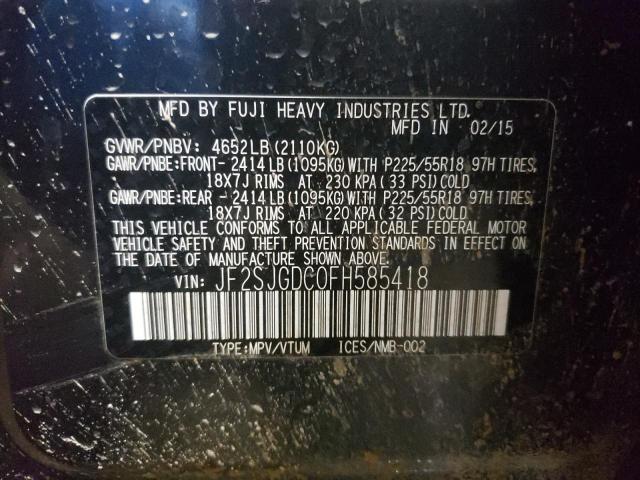 MFD BY FUJI HEAVY INDUSTRIES LTD.
MFD IN 02/15
GVWR/PNBV: 4652LB (2110KG)
GAWR/PNBE:FRONT- 2414LB (1095KG) WITH P225/55R18 97H TIRES,
18X7J RIMS AT 230 KPA (33 PSI) COLD
GAWR/PNBE:REAR - 2414LB (1095KG) WITH P225/55R18 97H TIRES,
18X7J RIMS AT 220 KPA (32 PSI) COLD
THIS VEHICLE CONFORMS TO ALL APPLICABLE FEDERAL MOTOR
VEHICLE SAFETY AND THEFT PREVENTION STANDARDS IN EFFECT ON
THE DATE OF MANUFACTURE SHOWN ABOVE.
VIN: JF2SJGDC0FH585418
TYPE:MPV/VTUM ICES/NMB-002